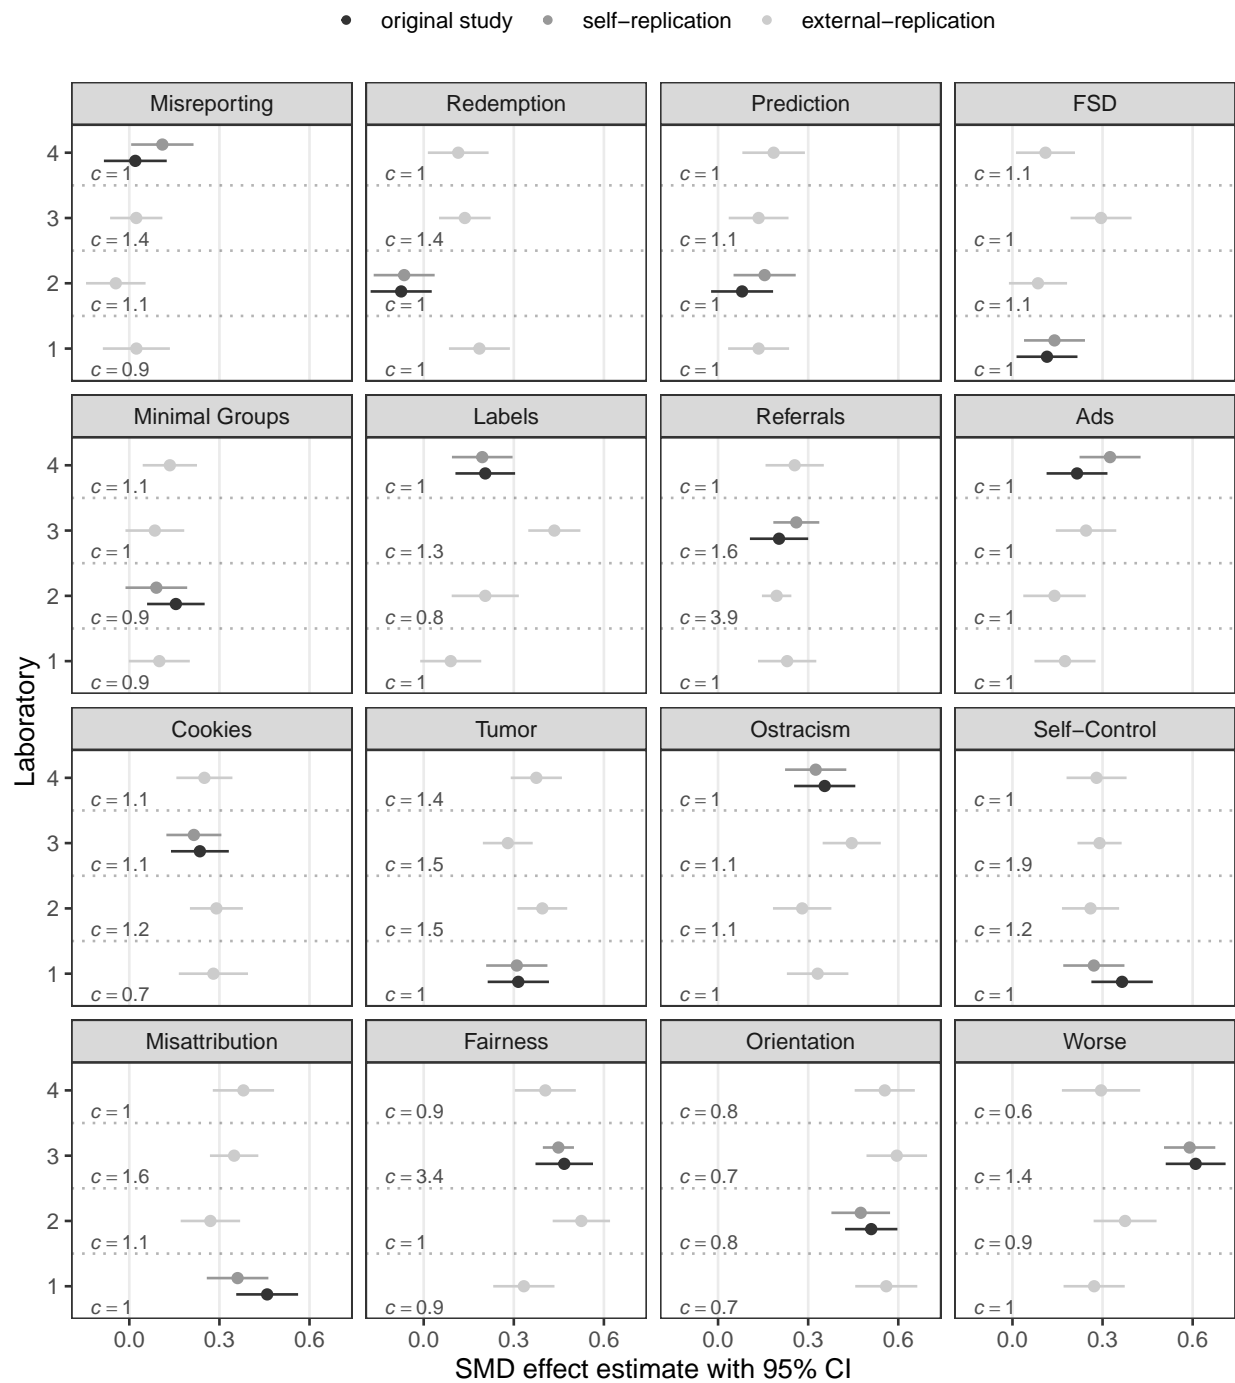 original study self−replication external−replication
Misreporting Redemption Prediction FSD
4
c = 1 c = 1 c = 1 c = 1.1
3
c = 1.4 c = 1.4 c = 1.1 c = 1
2
c = 1.1 c = 1 c = 1 c = 1.1
1
c = 0.9 c = 1 c = 1 c = 1
Minimal Groups Labels Referrals Ads
4
c = 1.1 c = 1 c = 1 c = 1
3
c = 1 c = 1.3 c = 1.6 c = 1
2
c = 0.9 c = 0.8 c = 3.9 c = 1
1
c = 0.9 c = 1 c = 1 c = 1
Laboratory
Cookies Tumor Ostracism Self−Control
4
c = 1.1 c = 1.4 c = 1 c = 1
3
c = 1.1 c = 1.5 c = 1.1 c = 1.9
2
c = 1.2 c = 1.5 c = 1.1 c = 1.2
1
c = 0.7 c = 1 c = 1 c = 1
Misattribution Fairness Orientation Worse
4
c = 1 c = 0.9 c = 0.8 c = 0.6
3
c = 1.6 c = 3.4 c = 0.7 c = 1.4
2
c = 1.1 c = 1 c = 0.8 c = 0.9
1
c = 1 c = 0.9 c = 0.7 c = 1
0.0 0.3 0.6 0.0 0.3 0.6 0.0 0.3 0.6 0.0 0.3 0.6
SMD effect estimate with 95% CI